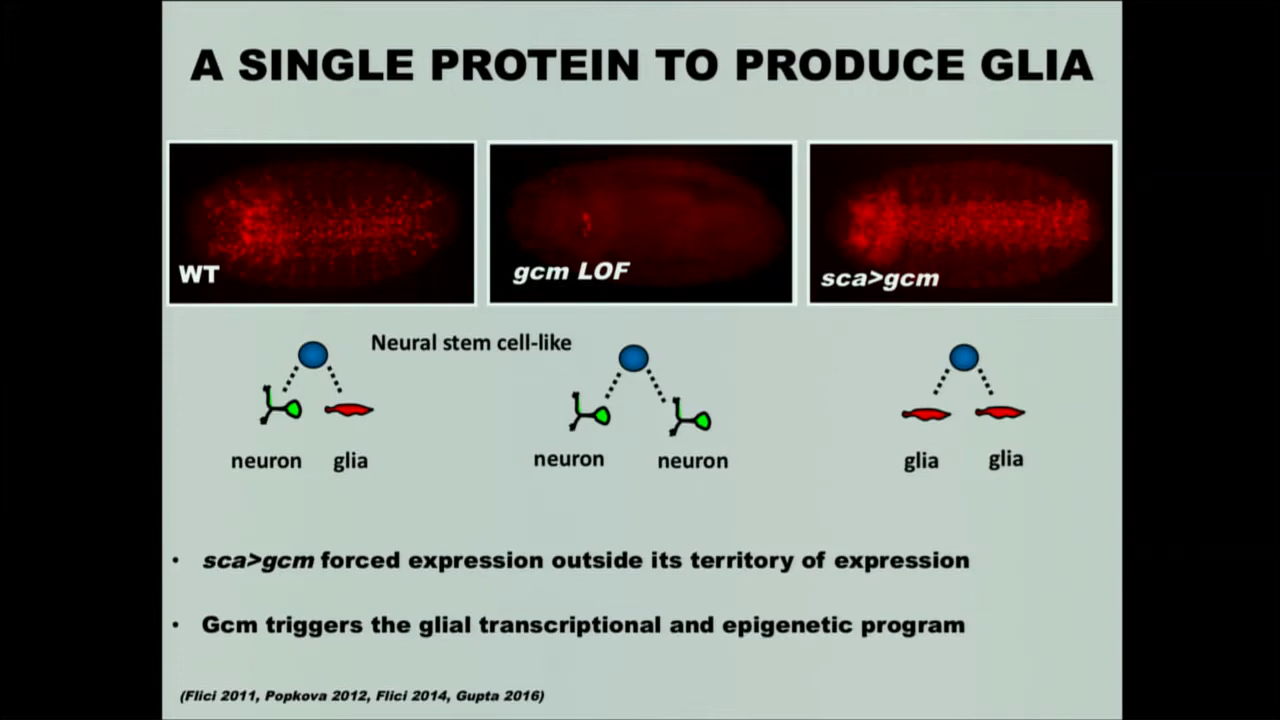 A SINGLE PROTEIN TO PRODUCE GLIA
WT
gcm LOF
sca>gcm
Neural stem cell-like
neuron glia
neuron neuron
glia glia
• sca>gcm forced expression outside its territory of expression
• Gcm triggers the glial transcriptional and epigenetic program
(Flici 2011, Popkova 2012, Flici 2014, Gupta 2016)